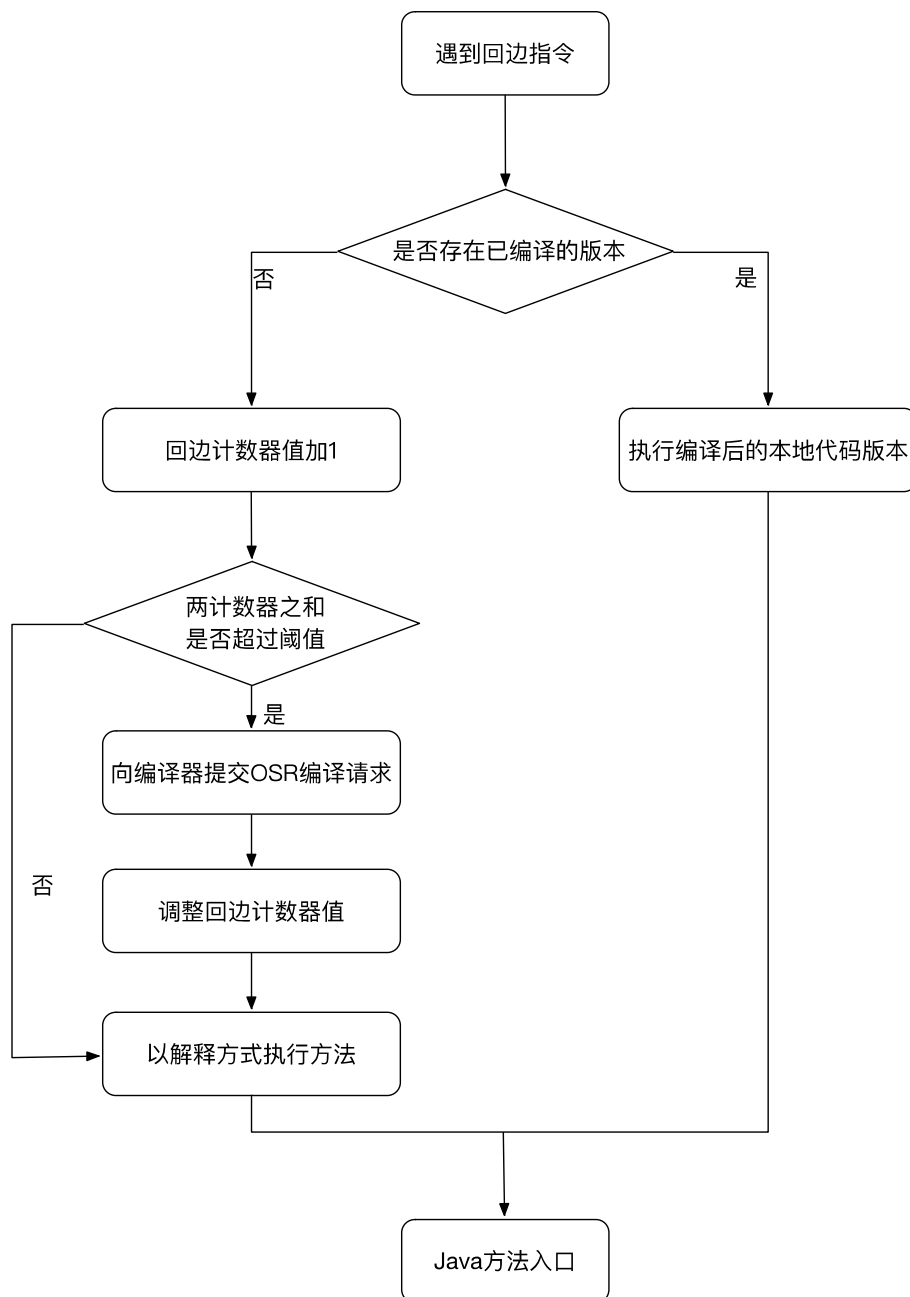 遇到回边指令
是否存在已编译的版本
否
是
回边计数器值加1
执行编译后的本地代码版本
两计数器之和
是否超过阈值
是
向编译器提交OSR编译请求
否
调整回边计数器值
以解释方式执行方法
Java方法入口